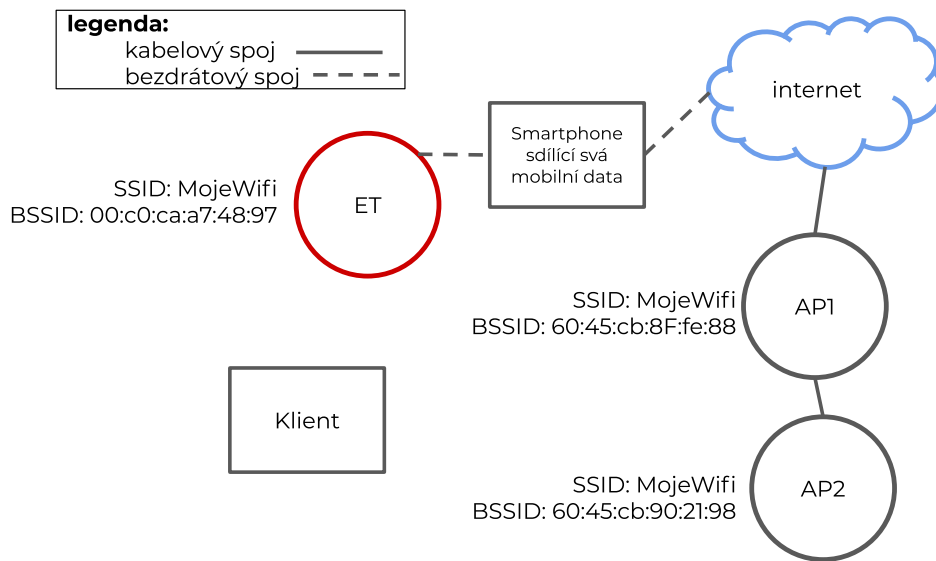 legenda:
kabelový spoj
bezdrátový spoj
internet
Smartphone
sdílící svá
mobilní data
SSID: MojeWifi
BSSID: 00:c0:ca:a7:48:97
ET
SSID: MojeWifi
BSSID: 60:45:cb:8F:fe:88
AP1
Klient
SSID: MojeWifi
BSSID: 60:45:cb:90:21:98
AP2